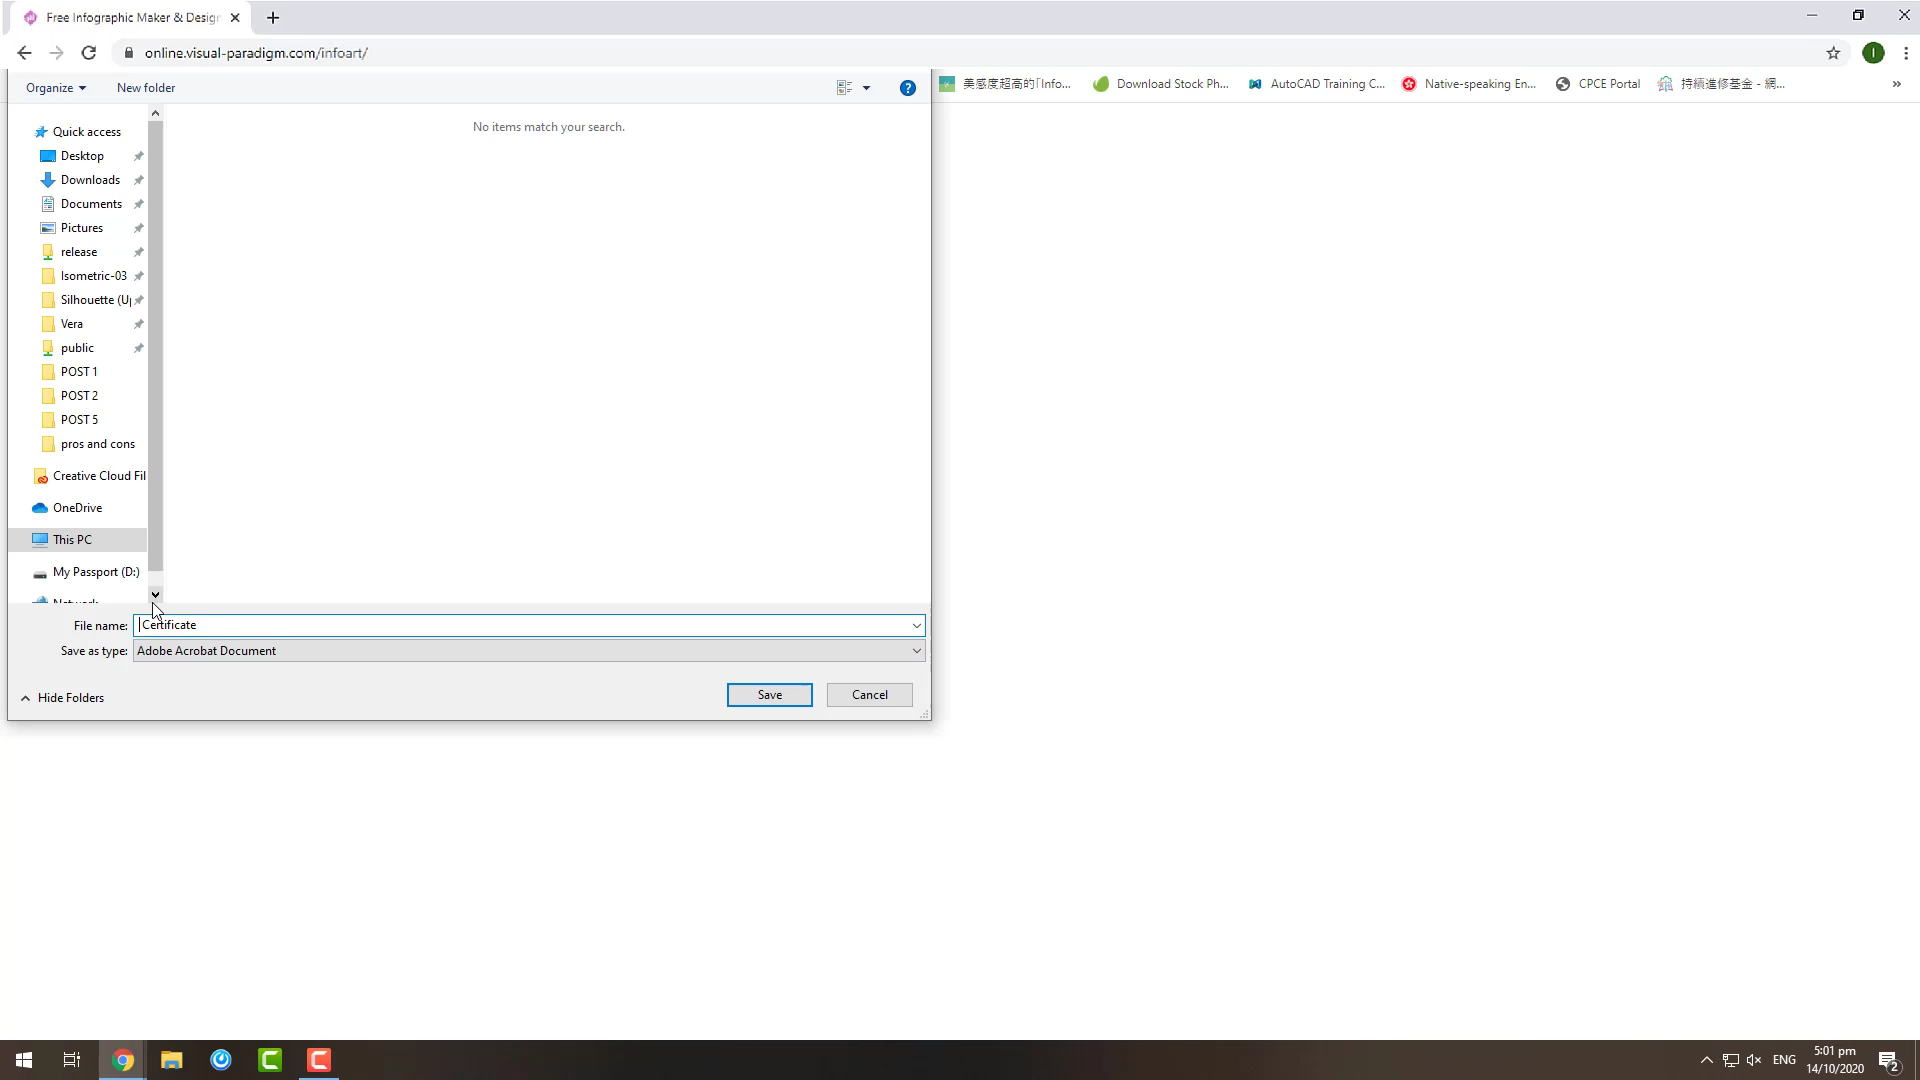 Free Infographic Maker & Desig
online.visual-paradigm.com/infoart/
I
Organize
New folder
?
美感度超高的「Info...
Download Stock Ph...
AutoCAD Training C...
Native-speaking En...
CPCE Portal
持續進修基金 - 網...
»
No items match your search.
Quick access
Desktop
Downloads
Documents
Pictures
release
Isometric-03
Silhouette (Up
Vera
public
POST 1
POST 2
POST 5
pros and cons
Creative Cloud Fil
OneDrive
This PC
My Passport (D:)
Network
File name: Certificate
Save as type: Adobe Acrobat Document
Hide Folders
Save
Cancel
ENG
5:01 pm
14/10/2020
2